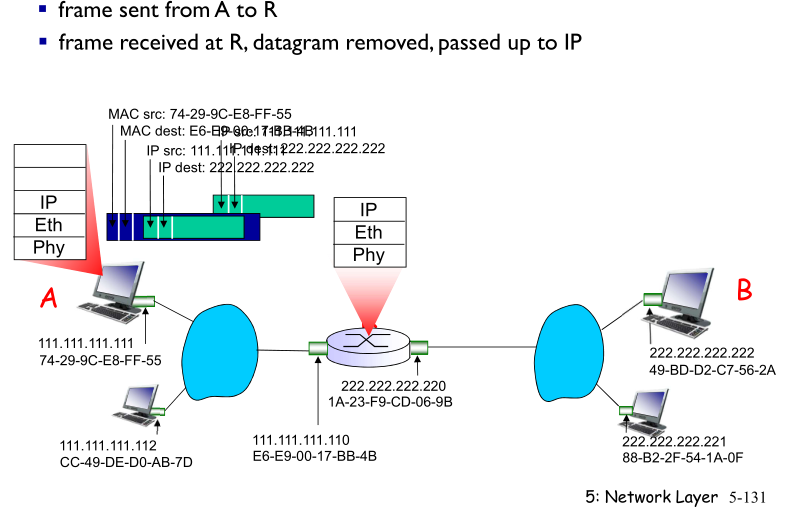 frame sent from A to R
frame received at R, datagram removed, passed up to IP
MAC src: 74-29-9C-E8-FF-55
MAC dest: E6-E9-00-17-BB-4B
IP src: 111.111.111.111
IP dest: 222.222.222.222
IP src: 111.111.111.111
IP dest: 222.222.222.222
IP
Eth
Phy
IP
Eth
Phy
A
B
111.111.111.111
74-29-9C-E8-FF-55
222.222.222.222
49-BD-D2-C7-56-2A
222.222.222.220
1A-23-F9-CD-06-9B
111.111.111.112
CC-49-DE-D0-AB-7D
111.111.111.110
E6-E9-00-17-BB-4B
222.222.222.221
88-B2-2F-54-1A-0F
5: Network Layer 5-131